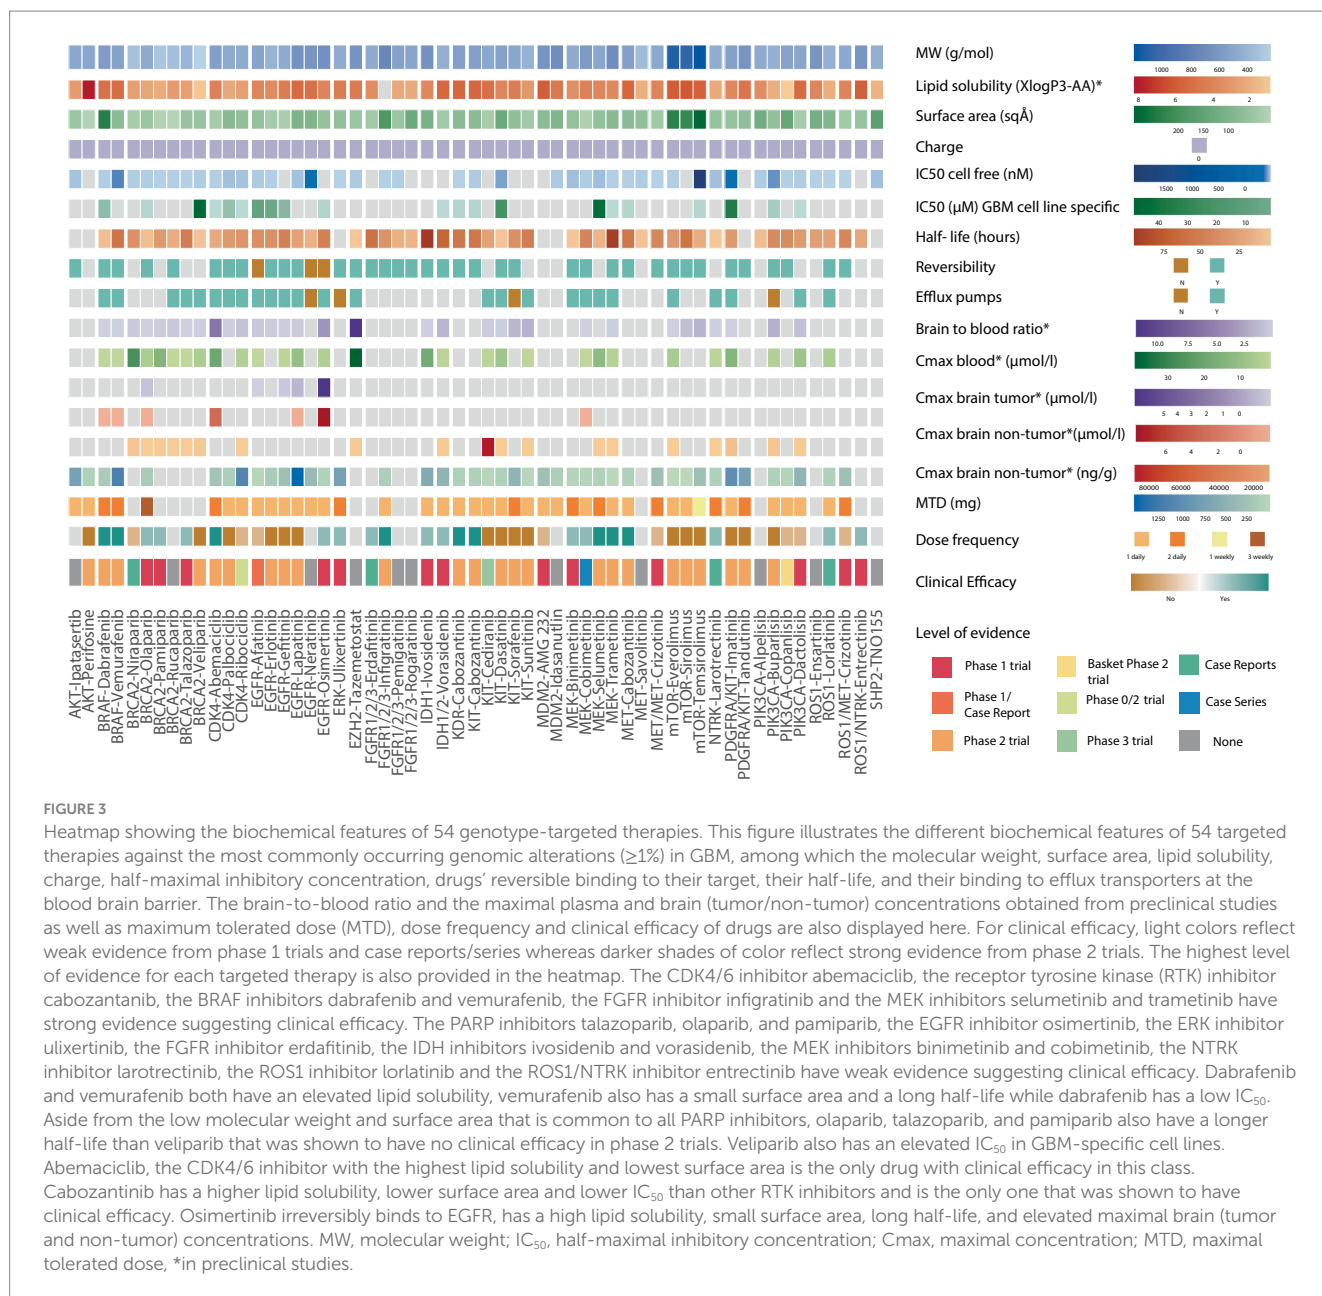 MW (g/mol)
1000 800 600 400
Lipid solubility (XlogP3-AA)*
8 6 4 2
Surface area (sqÅ)
200 150 100
Charge
0
IC50 cell free (nM)
1500 1000 500 0
IC50 (µM) GBM cell line specific
40 30 20 10
Half- life (hours)
75 50 25
Reversibility
N Y
Efflux pumps
N Y
Brain to blood ratio*
10.0 7.5 5.0 2.5
Cmax blood* (µmol/l)
30 20 10
Cmax brain tumor* (µmol/l)
5 4 3 2 1 0
Cmax brain non-tumor*(µmol/l)
6 4 2 0
Cmax brain non-tumor* (ng/g)
80000 60000 40000 20000
MTD (mg)
1250 1000 750 500 250
Dose frequency
1 daily 2 daily 1 weekly 3 weekly
Clinical Efficacy
No Yes
Level of evidence
Phase 1 trial
Basket Phase 2
trial
Case Reports
Phase 1/
Case Report
Phase 0/2 trial
Case Series
Phase 2 trial
Phase 3 trial
None
AKT-Ipatasertib
AKT-Perifosine
BRAF-Dabrafenib
BRAF-Vemurafenib
BRCA2-Niraparib
BRCA2-Olaparib
BRCA2-Pamiparib
BRCA2-Rucaparib
BRCA2-Talazoparib
BRCA2-Veliparib
CDK4-Abemaciclib
CDK4-Palbociclib
CDK4-Ribociclib
EGFR-Afatinib
EGFR-Erlotinib
EGFR-Gefitinib
EGFR-Lapatinib
EGFR-Neratinib
EGFR-Osimertinib
ERK-Ulixertinib
EZH2-Tazemetostat
FGFR1/2/3-Erdafitinib
FGFR1/2/3-Infigratinib
FGFR1/2/3-Pemigatinib
FGFR1/2/3-Rogaratinib
IDH1-Ivosidenib
IDH1/2-Vorasidenib
KDR-Cabozantinib
KIT-Cabozantinib
KIT-Cediranib
KIT-Dasatinib
KIT-Sorafenib
KIT-Sunitinib
MDM2-AMG 232
MDM2-Idasanutlin
MEK-Binimetinib
MEK-Cobimetinib
MEK-Selumetinib
MEK-Trametinib
MET-Cabozantinib
MET-Savolitinib
MET/MET-Crizotinib
mTOR-Everolimus
mTOR-Sirolimus
mTOR-Temsirolimus
NTRK-Larotrectinib
PDGFRA/KIT-Imatinib
PDGFRA/KIT-Tandutinib
PIK3CA-Alpelisib
PIK3CA-Buparlisib
PIK3CA-Copanlisib
PIK3CA-Dactolisib
ROS1-Ensartinib
ROS1-Lorlatinib
ROS1/MET-Crizotinib
ROS1/NTRK-Entrectinib
SHP2-TNO155
FIGURE 3
Heatmap showing the biochemical features of 54 genotype-targeted therapies. This figure illustrates the different biochemical features of 54 targeted
therapies against the most commonly occurring genomic alterations (≥1%) in GBM, among which the molecular weight, surface area, lipid solubility,
charge, half-maximal inhibitory concentration, drugs' reversible binding to their target, their half-life, and their binding to efflux transporters at the
blood brain barrier. The brain-to-blood ratio and the maximal plasma and brain (tumor/non-tumor) concentrations obtained from preclinical studies
as well as maximum tolerated dose (MTD), dose frequency and clinical efficacy of drugs are also displayed here. For clinical efficacy, light colors reflect
weak evidence from phase 1 trials and case reports/series whereas darker shades of color reflect strong evidence from phase 2 trials. The highest level
of evidence for each targeted therapy is also provided in the heatmap. The CDK4/6 inhibitor abemaciclib, the receptor tyrosine kinase (RTK) inhibitor
cabozantanib, the BRAF inhibitors dabrafenib and vemurafenib, the FGFR inhibitor infigratinib and the MEK inhibitors selumetinib and trametinib have
strong evidence suggesting clinical efficacy. The PARP inhibitors talazoparib, olaparib, and pamiparib, the EGFR inhibitor osimertinib, the ERK inhibitor
ulixertinib, the FGFR inhibitor erdafitinib, the IDH inhibitors ivosidenib and vorasidenib, the MEK inhibitors binimetinib and cobimetinib, the NTRK
inhibitor larotrectinib, the ROS1 inhibitor lorlatinib and the ROS1/NTRK inhibitor entrectinib have weak evidence suggesting clinical efficacy. Dabrafenib
and vemurafenib both have an elevated lipid solubility, vemurafenib also has a small surface area and a long half-life while dabrafenib has a low IC₅₀.
Aside from the low molecular weight and surface area that is common to all PARP inhibitors, olaparib, talazoparib, and pamiparib also have a longer
half-life than veliparib that was shown to have no clinical efficacy in phase 2 trials. Veliparib also has an elevated IC₅₀ in GBM-specific cell lines.
Abemaciclib, the CDK4/6 inhibitor with the highest lipid solubility and lowest surface area is the only drug with clinical efficacy in this class.
Cabozantinib has a higher lipid solubility, lower surface area and lower IC₅₀ than other RTK inhibitors and is the only one that was shown to have
clinical efficacy. Osimertinib irreversibly binds to EGFR, has a high lipid solubility, small surface area, long half-life, and elevated maximal brain (tumor
and non-tumor) concentrations. MW, molecular weight; IC₅₀, half-maximal inhibitory concentration; Cmax, maximal concentration; MTD, maximal
tolerated dose, *in preclinical studies.